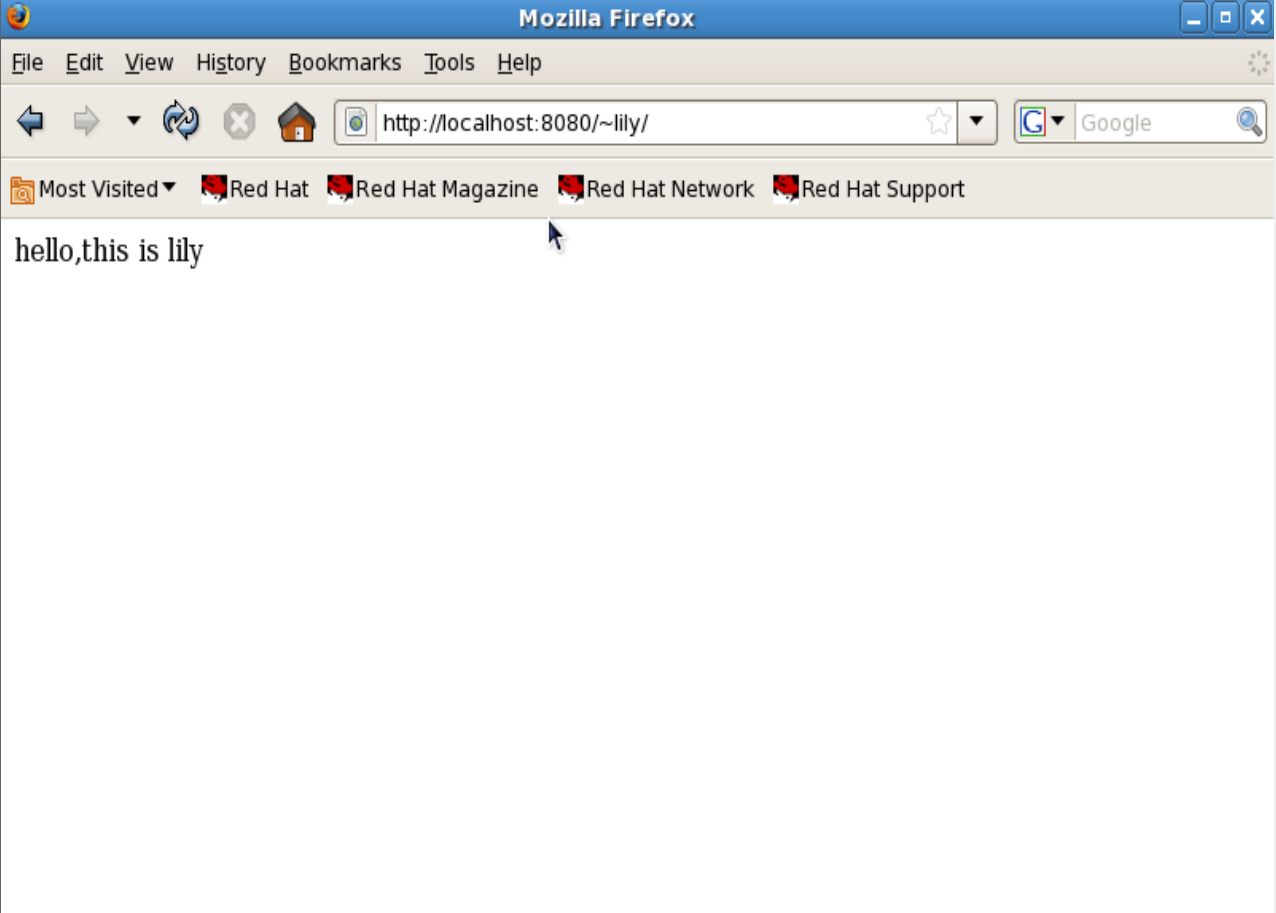 Mozilla Firefox
File Edit View History Bookmarks Tools Help
http://localhost:8080/~lily/ G Google
Most Visited Red Hat Red Hat Magazine Red Hat Network Red Hat Support
hello,this is lily